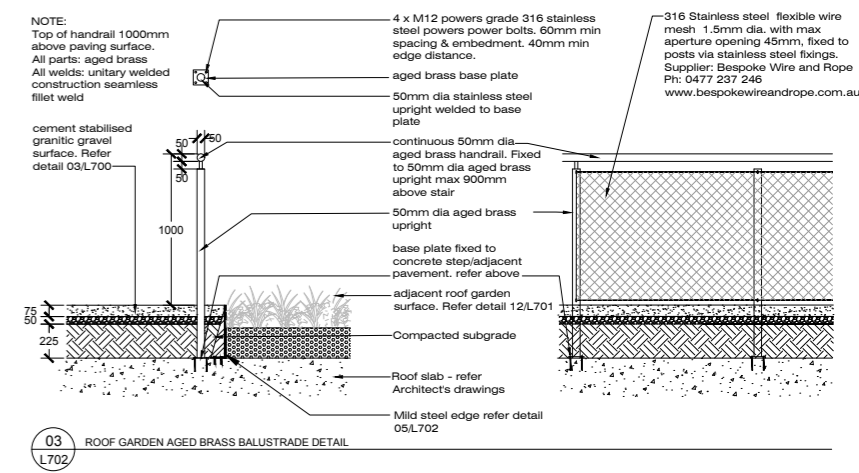 NOTE:
Top of handrail 1000mm
above paving surface.
All parts: aged brass
All welds: unitary welded
construction seamless
fillet weld
cement stabilised
granitic gravel
surface. Refer
detail 03/L700
50
50
50
1000
75
50
225
4 x M12 powers grade 316 stainless
steel powers power bolts. 60mm min
spacing & embedment. 40mm min
edge distance.
aged brass base plate
50mm dia stainless steel
upright welded to base
plate
continuous 50mm dia
aged brass handrail. Fixed
to 50mm dia aged brass
upright max 900mm
above stair
50mm dia aged brass
upright
base plate fixed to
concrete step/adjacent
pavement. refer above
adjacent roof garden
surface. Refer detail 12/L701
Compacted subgrade
Roof slab - refer
Architect's drawings
Mild steel edge refer detail
05/L702
316 Stainless steel flexible wire
mesh 1.5mm dia. with max
aperture opening 45mm, fixed to
posts via stainless steel fixings.
Supplier: Bespoke Wire and Rope
Ph: 0477 237 246
www.bespokewireandrope.com.au
03
L702
ROOF GARDEN AGED BRASS BALUSTRADE DETAIL